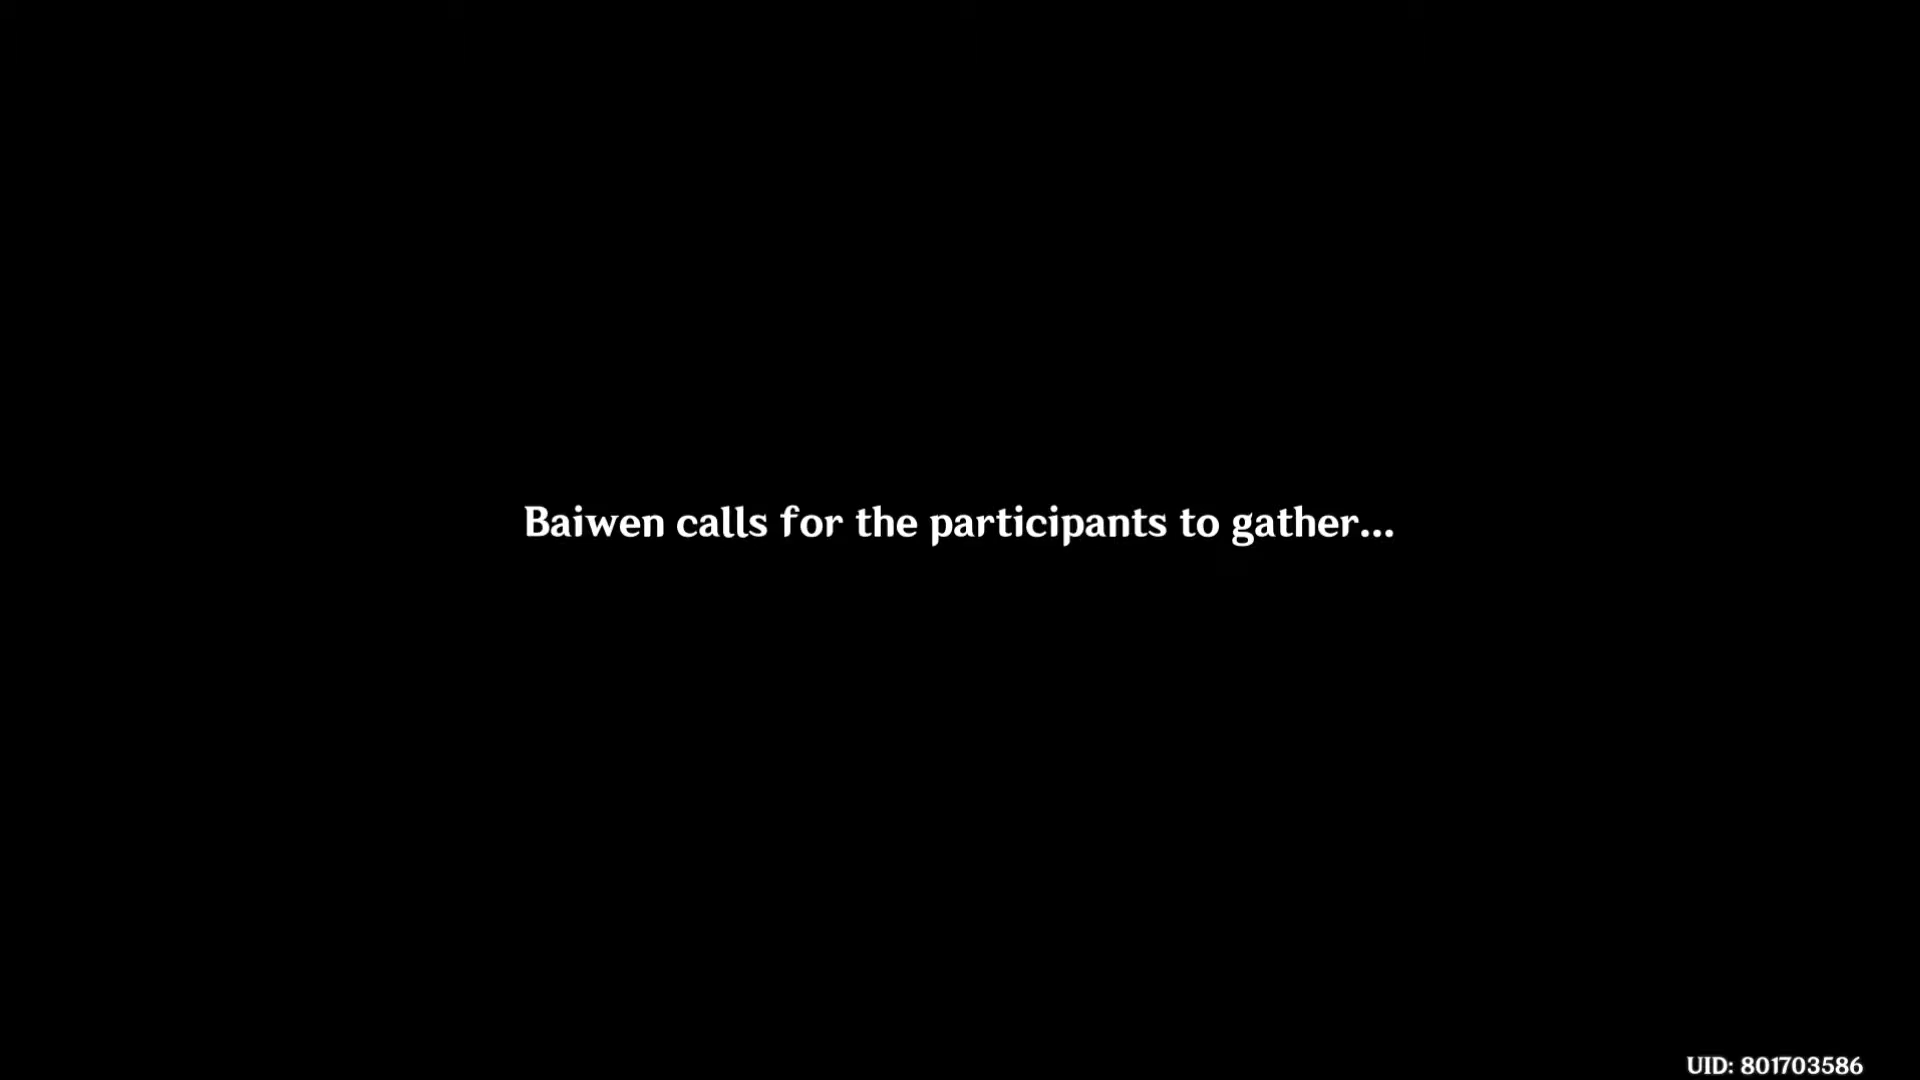 Baiwen calls for the participants to gather...
UID: 801703586